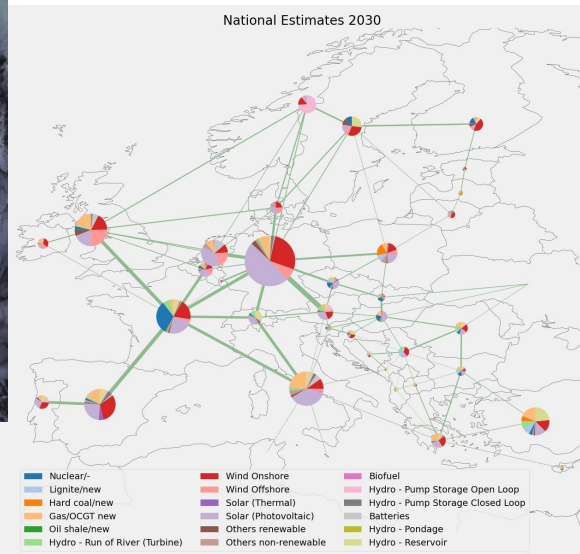 National Estimates 2030
Nuclear/-
Lignite/new
Hard coal/new
Gas/OCGT new
Oil shale/new
Hydro - Run of River (Turbine)
Wind Onshore
Wind Offshore
Solar (Thermal)
Solar (Photovoltaic)
Others renewable
Others non-renewable
Biofuel
Hydro - Pump Storage Open Loop
Hydro - Pump Storage Closed Loop
Batteries
Hydro - Pondage
Hydro - Reservoir